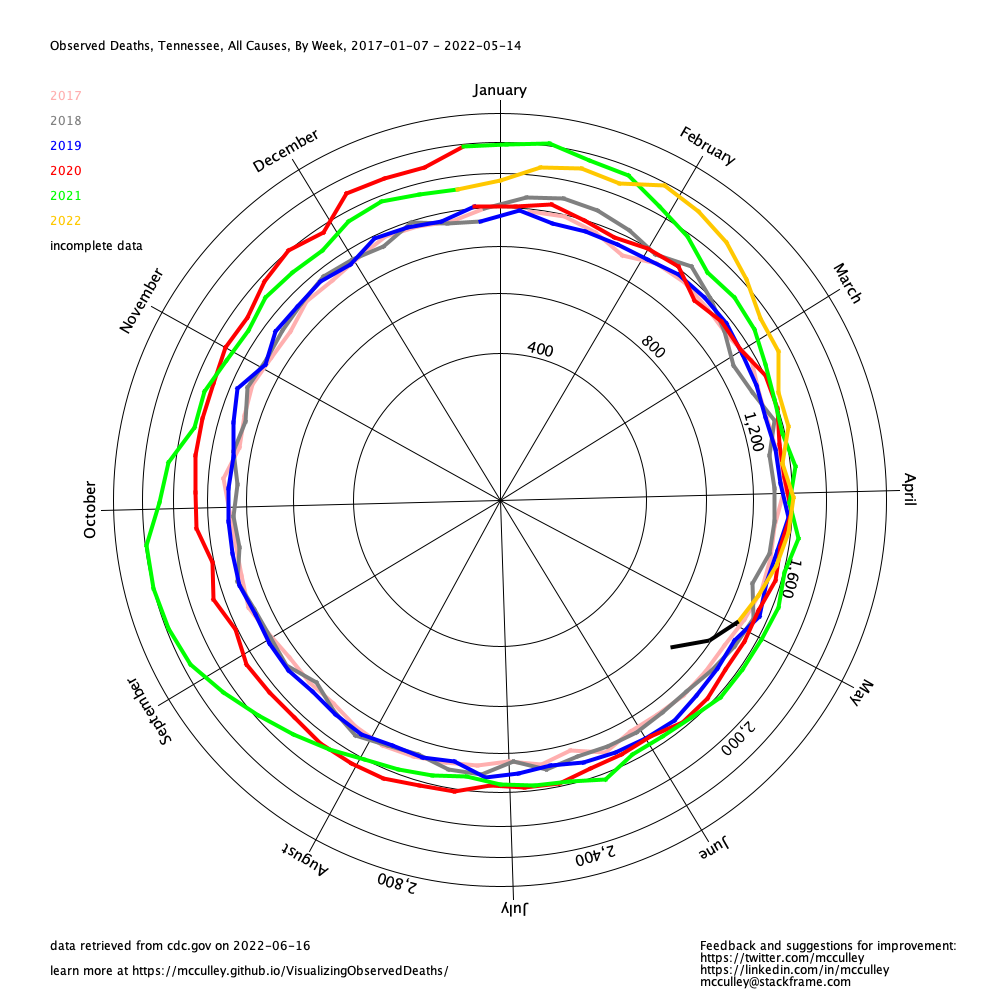 Observed Deaths, Tennessee, All Causes, By Week, 2017-01-07 - 2022-05-14
2017
2018
2019
2020
2021
2022
incomplete data
January
February
March
April
May
June
July
August
September
October
November
December
400
800
1,200
1,600
2,000
2,400
2,800
data retrieved from cdc.gov on 2022-06-16
learn more at https://mcculley.github.io/VisualizingObservedDeaths/
Feedback and suggestions for improvement:
https://twitter.com/mcculley
https://linkedin.com/in/mcculley
mcculley@stackframe.com